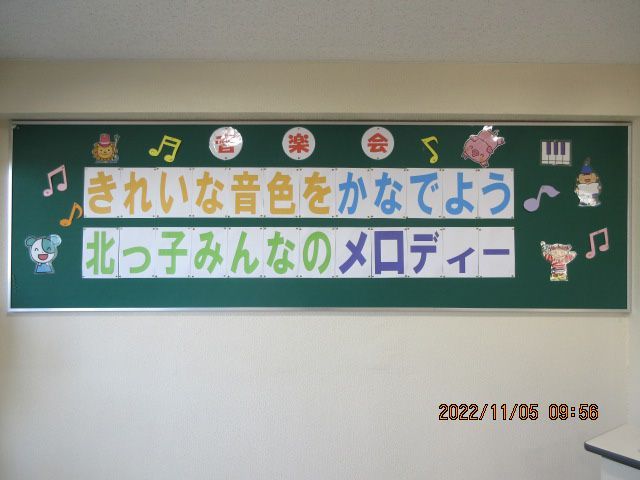 音楽会
きれいな音色をかなでよう
北っ子みんなのメロディー
2022/11/05 09:56